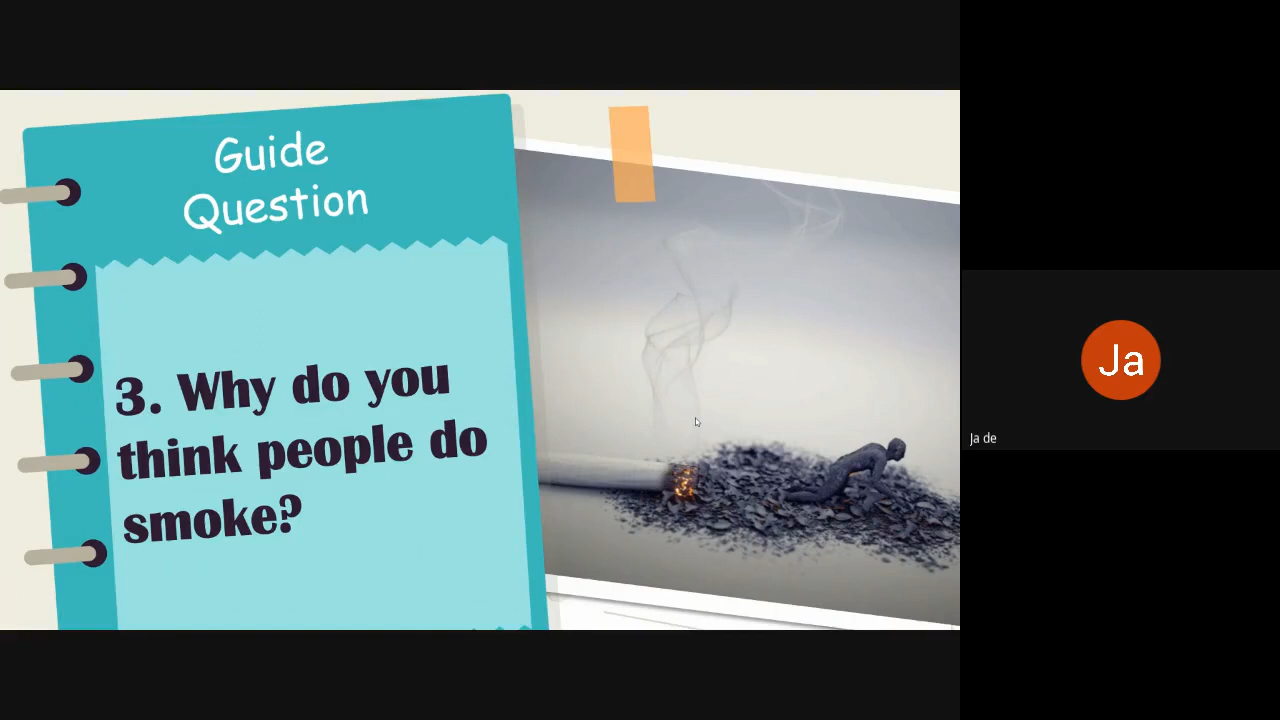 Guide
Question
3. Why do you
think people do
smoke?
Ja
Ja de